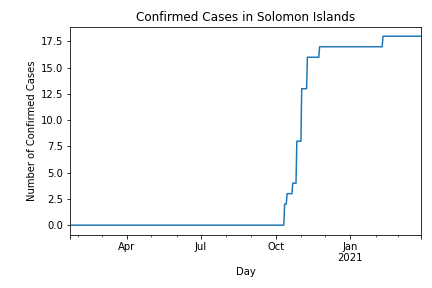 Confirmed Cases in Solomon Islands
Number of Confirmed Cases
17.5
15.0
12.5
10.0
7.5
5.0
2.5
0.0
Apr Jul Oct Jan
2021
Day